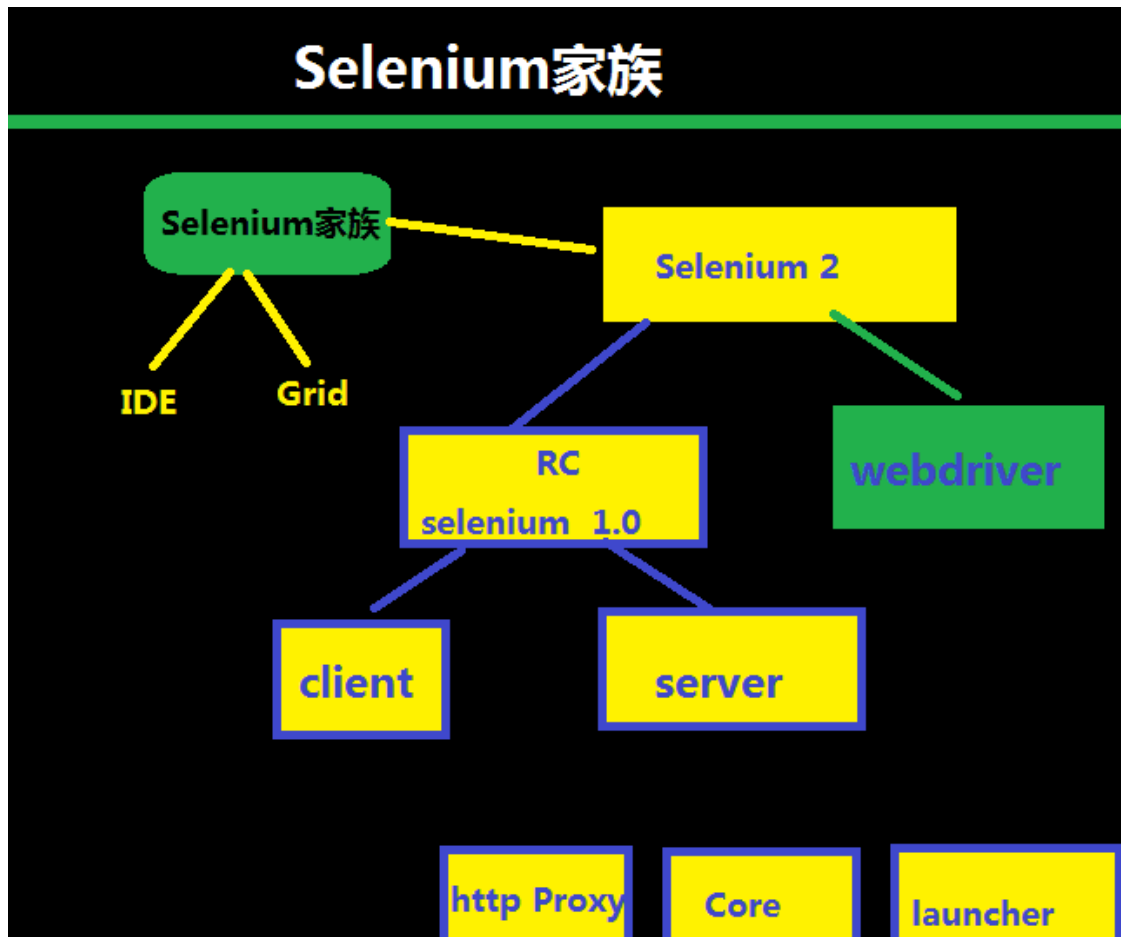 Selenium家族
Selenium家族
Selenium 2
IDE
Grid
RC
selenium  1.0
webdriver
client
server
http Proxy
Core
launcher